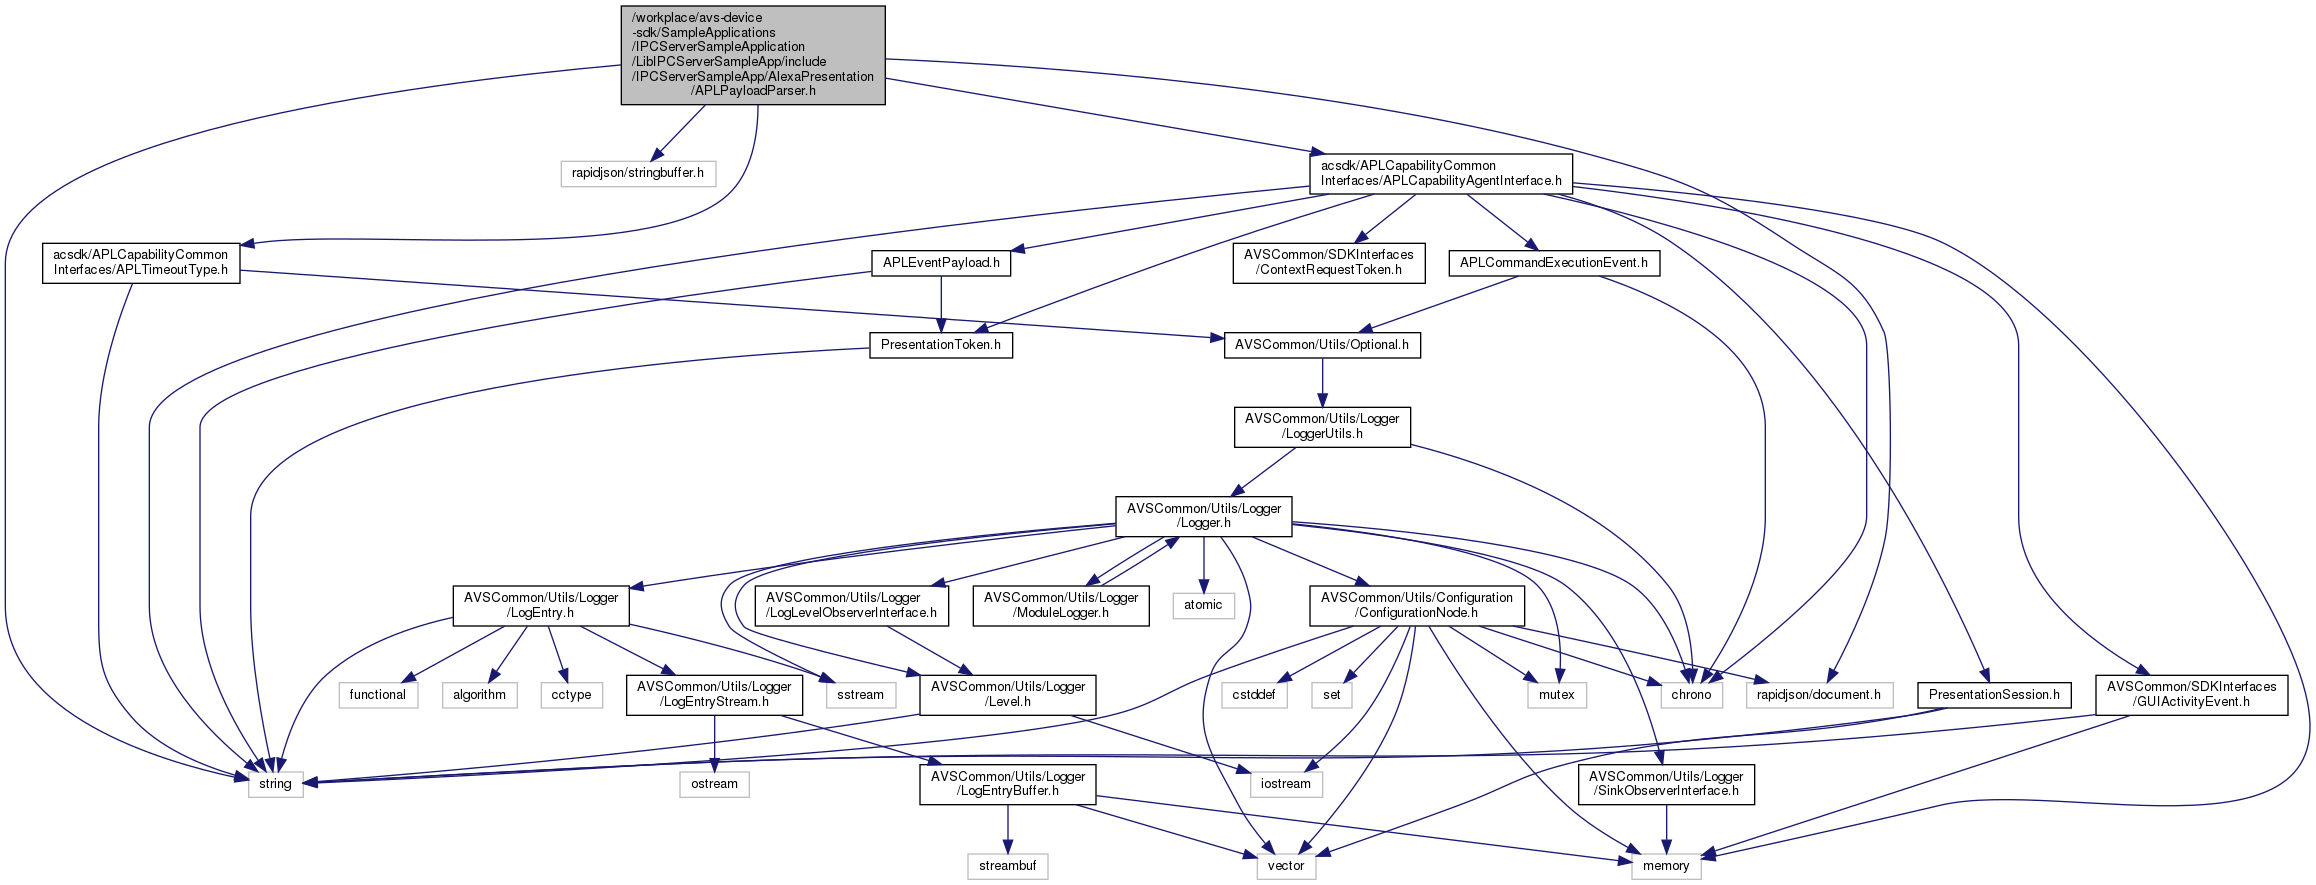 /workplace/avs-device
-sdk/SampleApplications
/IPCServerSampleApplication
/LibIPCServerSampleApp/include
/IPCServerSampleApp/AlexaPresentation
/APLPayloadParser.h
rapidjson/stringbuffer.h
acsdk/APLCapabilityCommon
Interfaces/APLCapabilityAgentInterface.h
acsdk/APLCapabilityCommon
Interfaces/APLTimeoutType.h
APLEventPayload.h
AVSCommon/SDKInterfaces
/ContextRequestToken.h
APLCommandExecutionEvent.h
PresentationToken.h
AVSCommon/Utils/Optional.h
AVSCommon/Utils/Logger
/LoggerUtils.h
AVSCommon/Utils/Logger
/Logger.h
AVSCommon/Utils/Logger
/LogEntry.h
AVSCommon/Utils/Logger
/LogLevelObserverInterface.h
AVSCommon/Utils/Logger
/ModuleLogger.h
atomic
AVSCommon/Utils/Configuration
/ConfigurationNode.h
functional
algorithm
cctype
AVSCommon/Utils/Logger
/LogEntryStream.h
sstream
AVSCommon/Utils/Logger
/Level.h
cstddef
set
mutex
chrono
rapidjson/document.h
PresentationSession.h
AVSCommon/SDKInterfaces
/GUIActivityEvent.h
string
ostream
AVSCommon/Utils/Logger
/LogEntryBuffer.h
iostream
AVSCommon/Utils/Logger
/SinkObserverInterface.h
streambuf
vector
memory